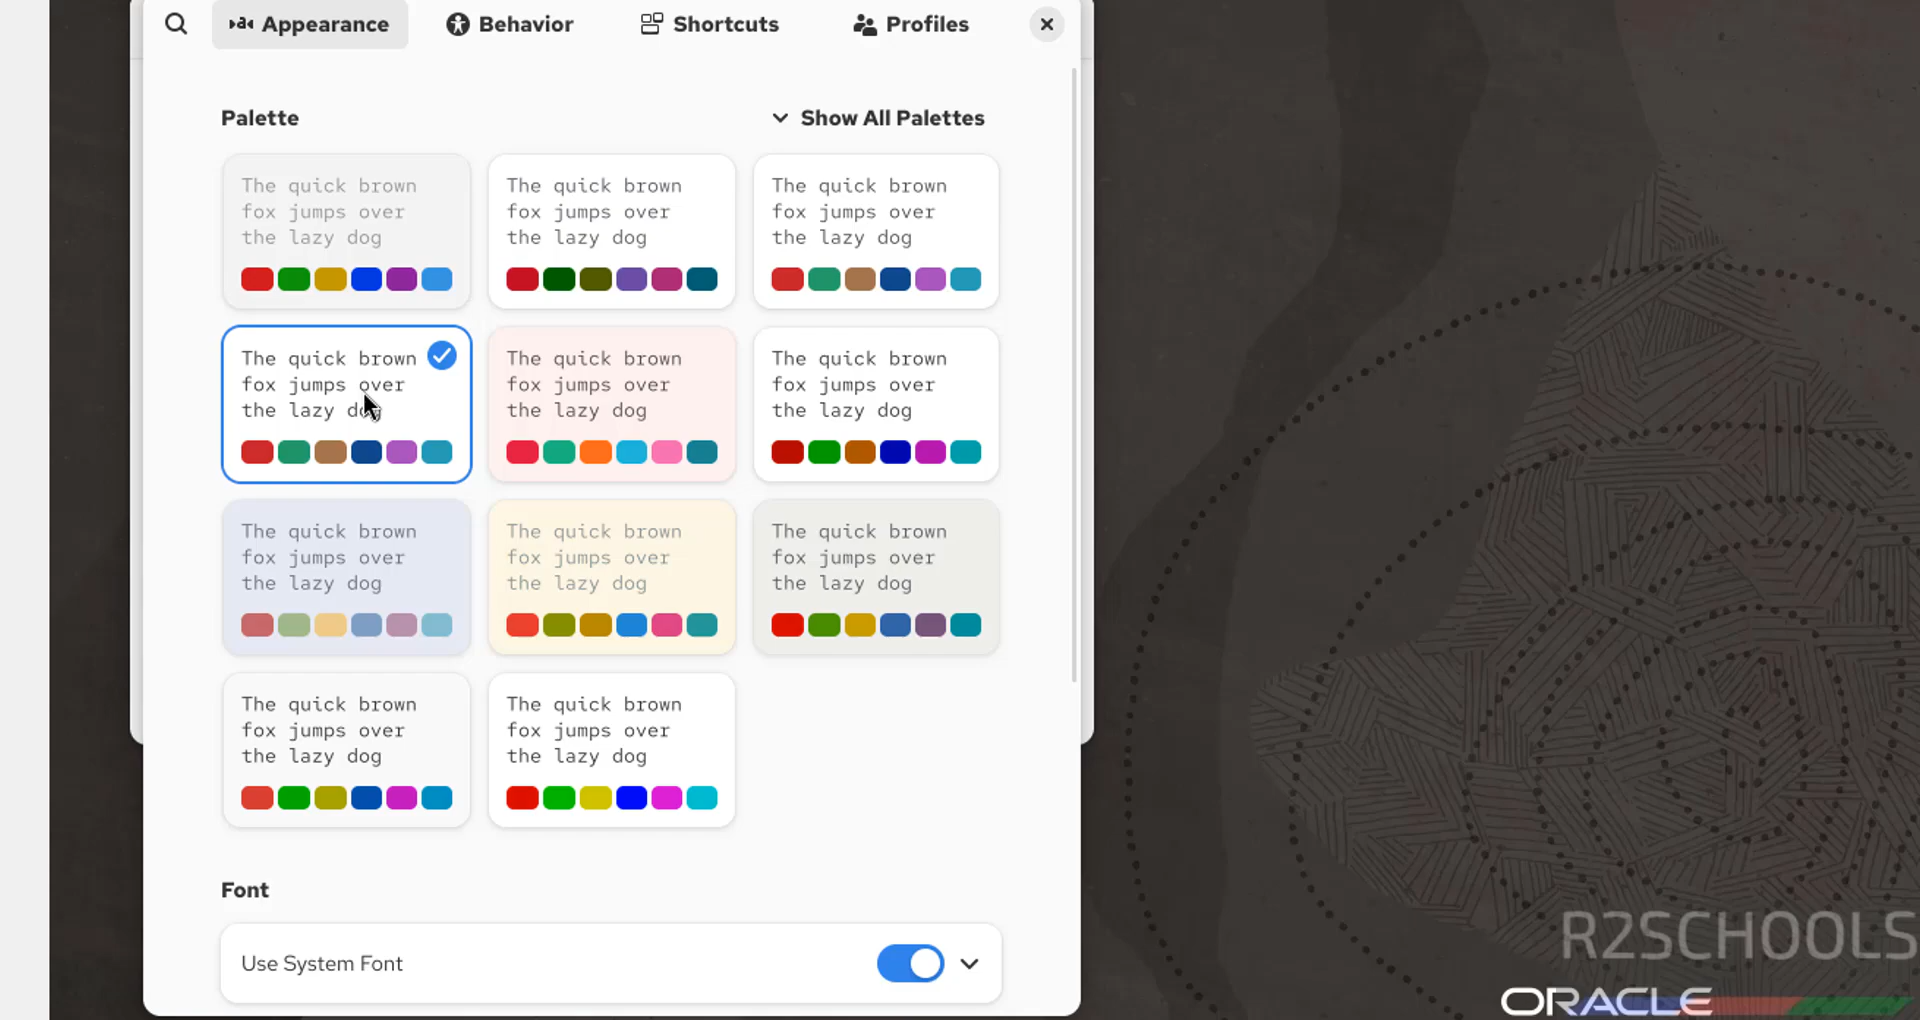 Appearance
Behavior
Shortcuts
Profiles
Palette
Show All Palettes
The quick brown
fox jumps over
the lazy dog
The quick brown
fox jumps over
the lazy dog
The quick brown
fox jumps over
the lazy dog
The quick brown
fox jumps over
the lazy dog
The quick brown
fox jumps over
the lazy dog
The quick brown
fox jumps over
the lazy dog
The quick brown
fox jumps over
the lazy dog
The quick brown
fox jumps over
the lazy dog
The quick brown
fox jumps over
the lazy dog
The quick brown
fox jumps over
the lazy dog
The quick brown
fox jumps over
the lazy dog
Font
Use System Font
R2SCHOOLS
ORACLE